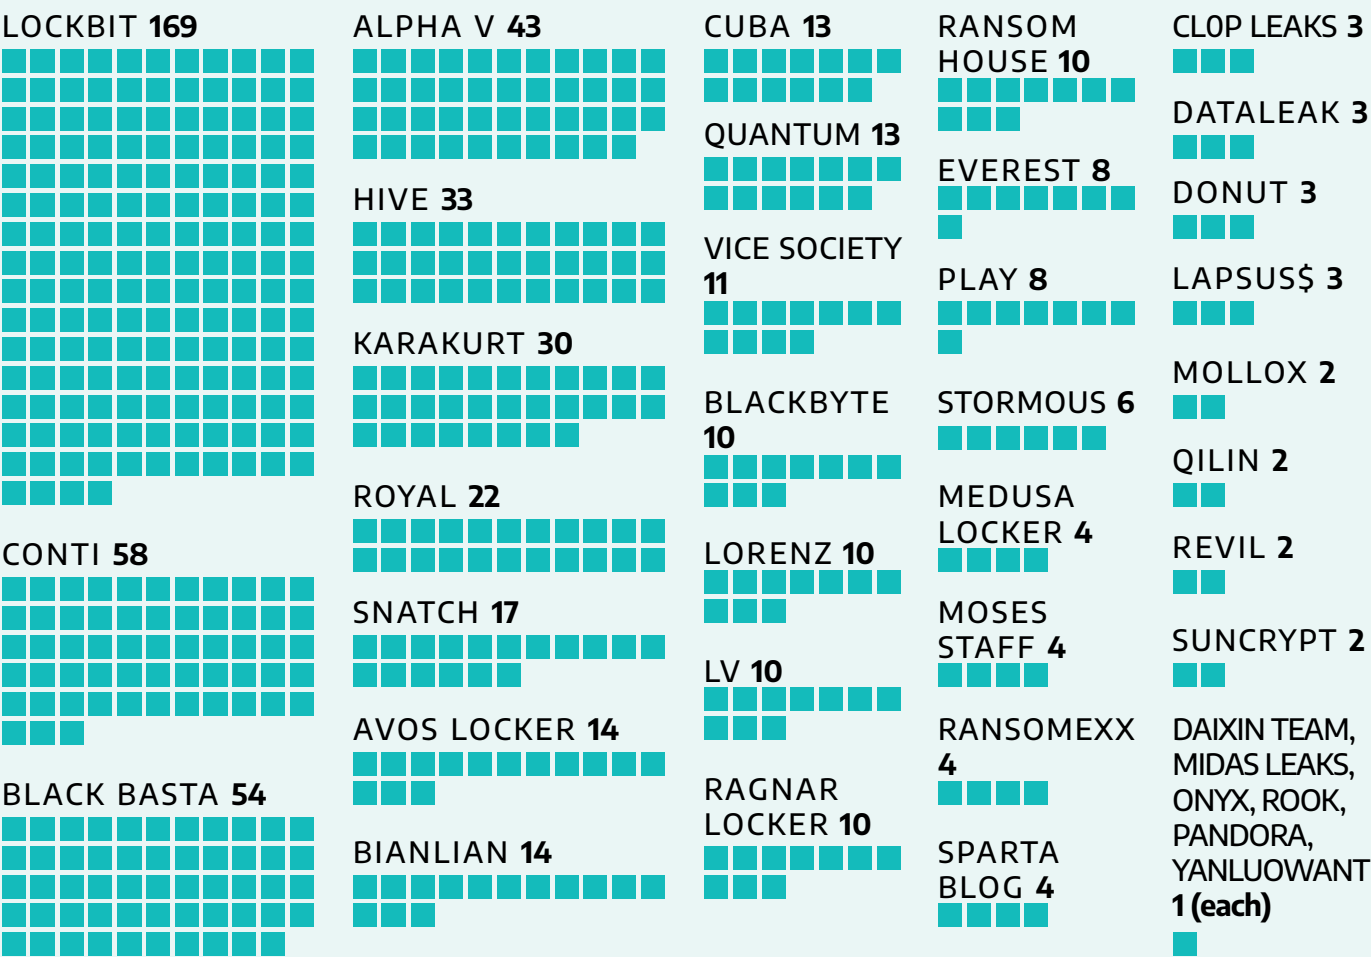 LOCKBIT 169
CONTI 58
BLACK BASTA 54
ALPHA V 43
HIVE 33
KARAKURT 30
ROYAL 22
SNATCH 17
AVOS LOCKER 14
BIANLIAN 14
CUBA 13
QUANTUM 13
VICE SOCIETY
11
BLACKBYTE
10
LORENZ 10
LV 10
RAGNAR
LOCKER 10
RANSOM
HOUSE 10
EVEREST 8
PLAY 8
STORMOUS 6
MEDUSA
LOCKER 4
MOSES
STAFF 4
RANSOMEXX
4
SPARTA
BLOG 4
CL0P LEAKS 3
DATALEAK 3
DONUT 3
LAPSUS$ 3
MOLLOX 2
QILIN 2
REVIL 2
SUNCRYPT 2
DAIXIN TEAM,
MIDAS LEAKS,
ONYX, ROOK,
PANDORA,
YANLUOWANT
1 (each)